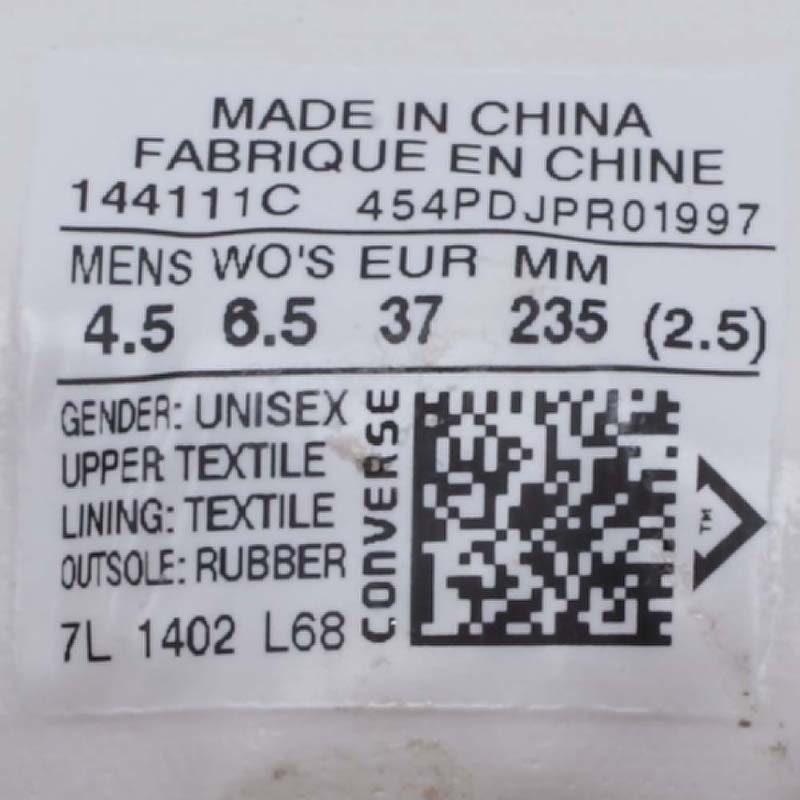 MADE IN CHINA
FABRIQUE EN CHINE
144111C 454PDJPR01997
MENS WO'S EUR MM
4.5 6.5 37 235 (2.5)
GENDER: UNISEX
UPPER TEXTILE
LINING: TEXTILE
OUTSOLE: RUBBER
7L 1402 L68
CONVERSE
TM